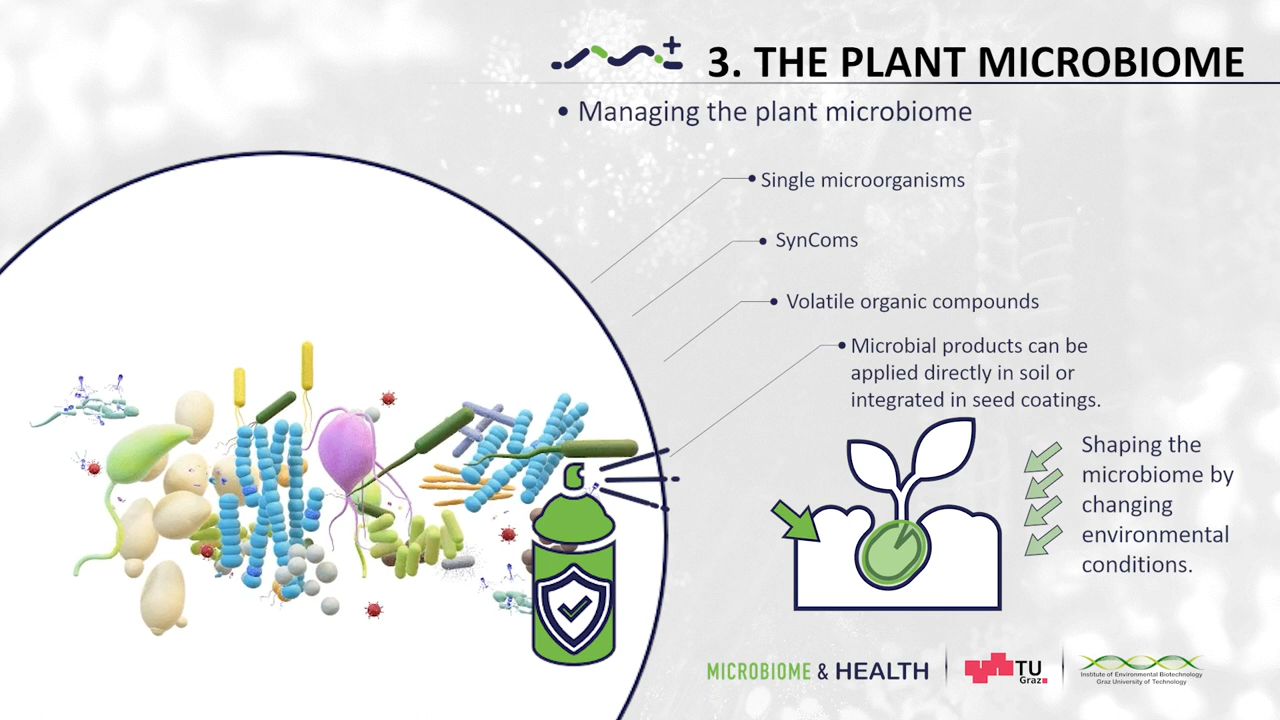 3. THE PLANT MICROBIOME
• Managing the plant microbiome
Single microorganisms
SynComs
Volatile organic compounds
Microbial products can be
applied directly in soil or
integrated in seed coatings.
Shaping the
microbiome by
changing
environmental
conditions.
MICROBIOME & HEALTH
TU
Graz
Institute of Environmental Biotechnology
Graz University of Technology